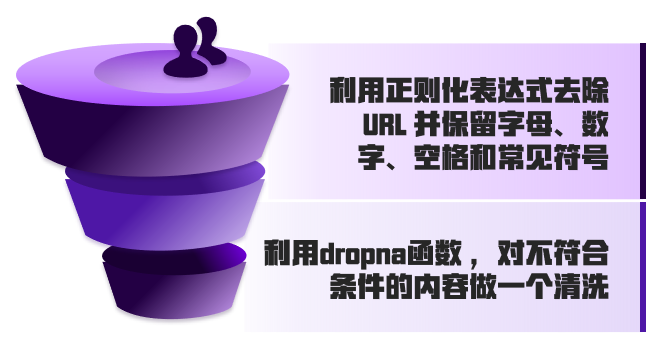 利用正则化表达式去除
URL 并保留字母、数
字、空格和常见符号
利用dropna函数，对不符合
条件的内容做一个清洗